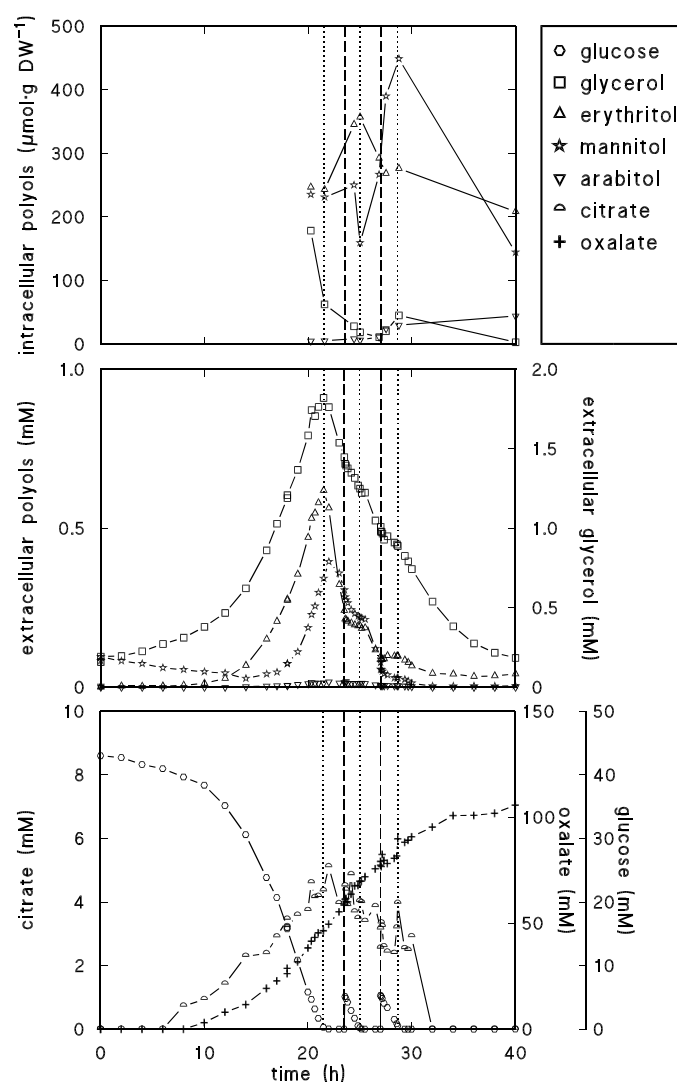 500
400
300
200
100
0
intracellular polyols (μmol·g DW⁻¹)
glucose
glycerol
erythritol
mannitol
arabitol
citrate
oxalate
1.0
0.5
0
extracellular polyols (mM)
2.0
1.5
1.0
0.5
0
extracellular glycerol (mM)
10
8
6
4
2
0
citrate (mM)
150
100
50
0
oxalate (mM)
50
40
30
20
10
0
glucose (mM)
0 10 20 30 40
time (h)